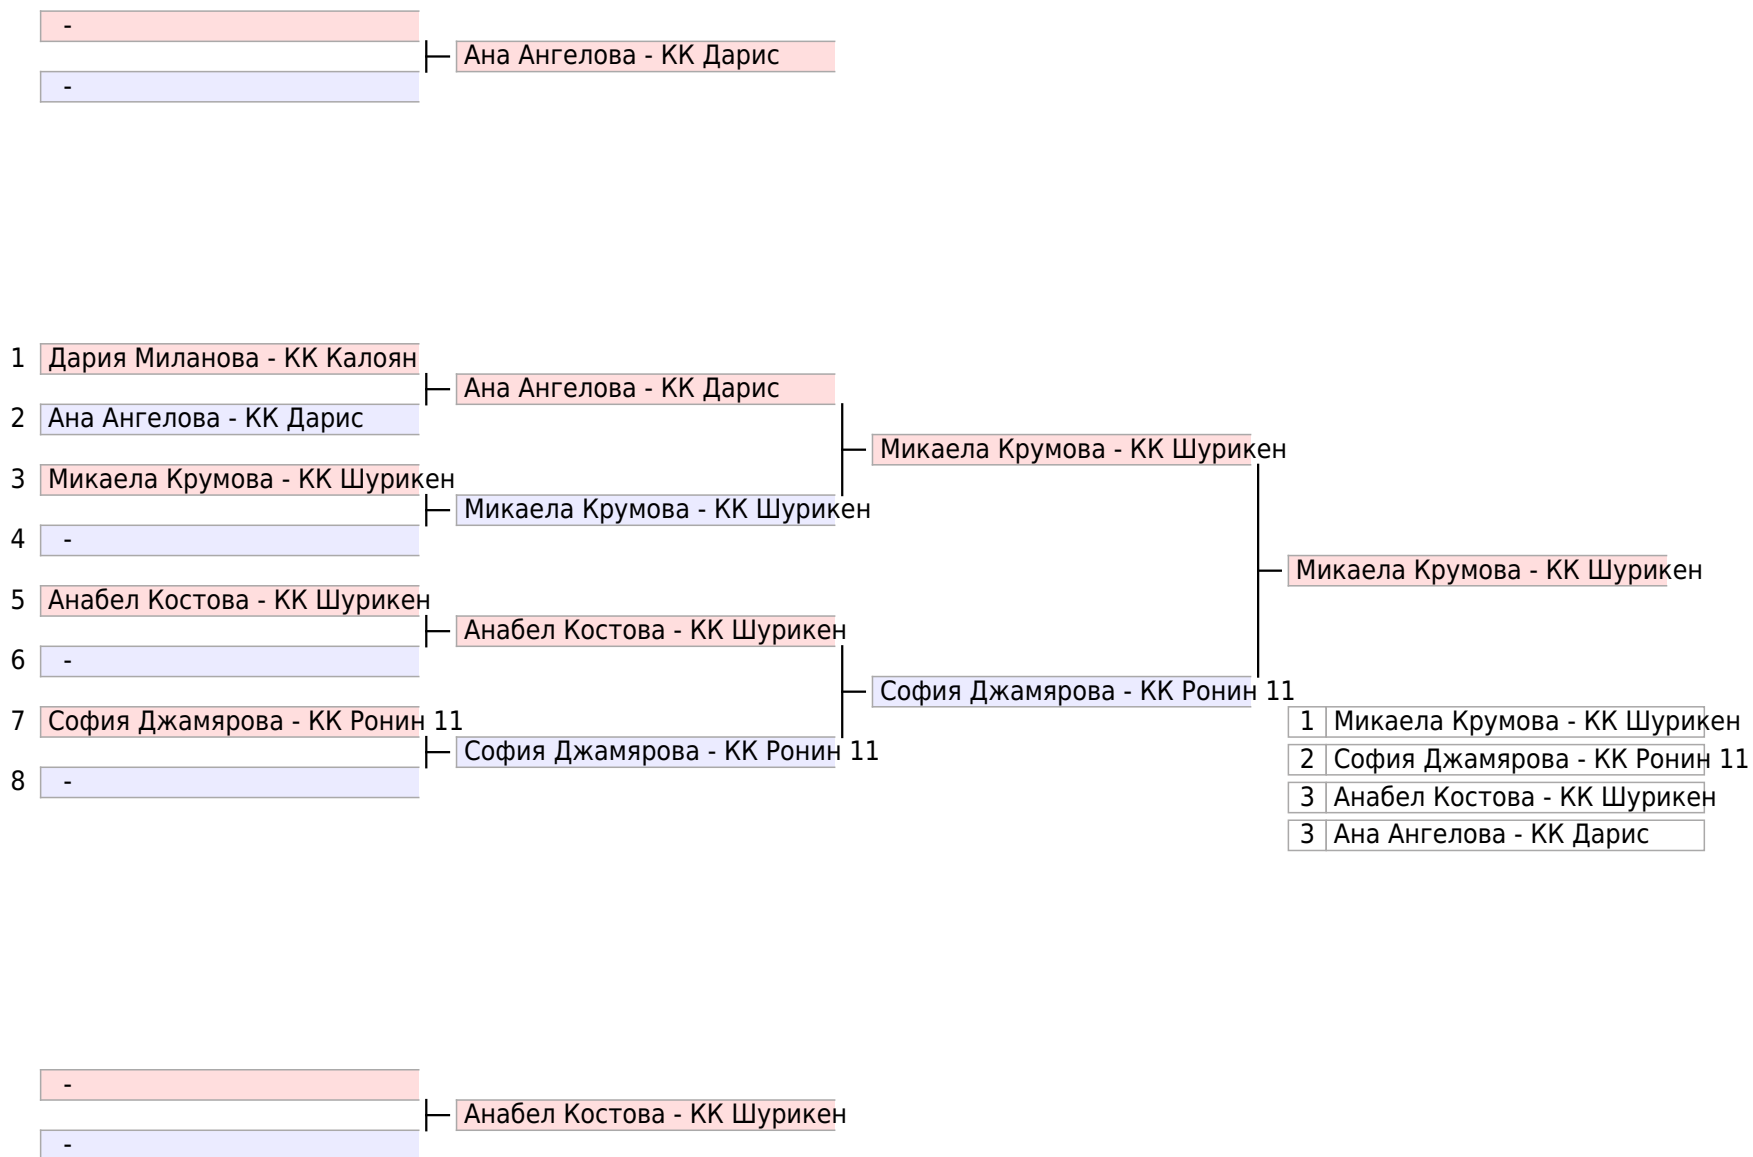 -
Ана Ангелова - КК Дарис
-
1 Дария Миланова - КК Калоян
Ана Ангелова - КК Дарис
2 Ана Ангелова - КК Дарис
Микаела Крумова - КК Шурикен
3 Микаела Крумова - КК Шурикен
Микаела Крумова - КК Шурикен
4 -
Микаела Крумова - КК Шурикен
5 Анабел Костова - КК Шурикен
Анабел Костова - КК Шурикен
6 -
София Джамярова - КК Ронин 11
7 София Джамярова - КК Ронин 11
1 Микаела Крумова - КК Шурикен
София Джамярова - КК Ронин 11
2 София Джамярова - КК Ронин 11
8 -
3 Анабел Костова - КК Шурикен
3 Ана Ангелова - КК Дарис
-
Анабел Костова - КК Шурикен
-